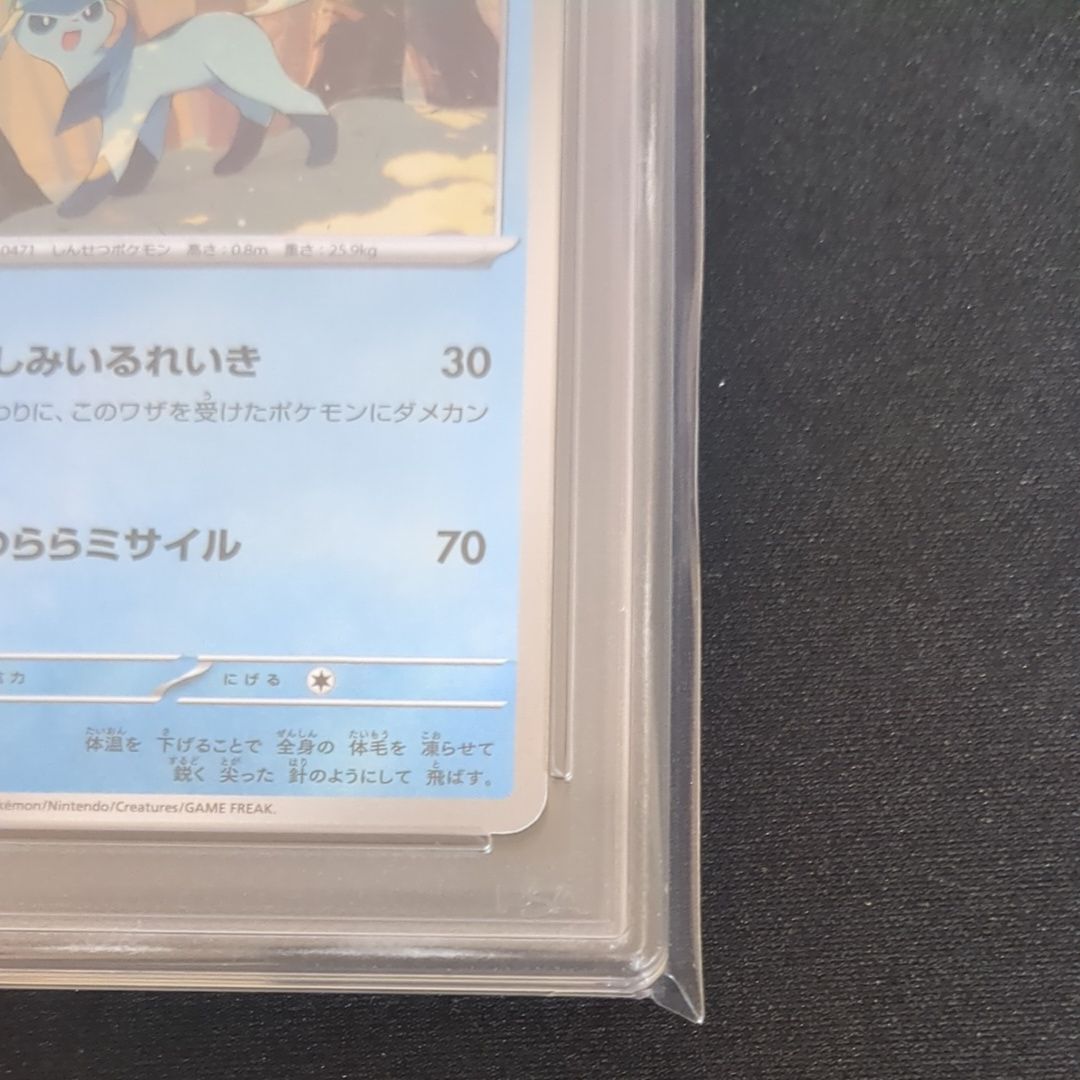 0471 しんせつポケモン 高さ:0.8m 重さ:25.9kg
しみいるれいき 30
わりに、このワザを受けたポケモンにダメカン
つららミサイル 70
にげる
体温を 下げることで 全身の 体毛を 凍らせて
鋭く 尖った 針のようにして 飛ばす。
kémon/Nintendo/Creatures/GAME FREAK.